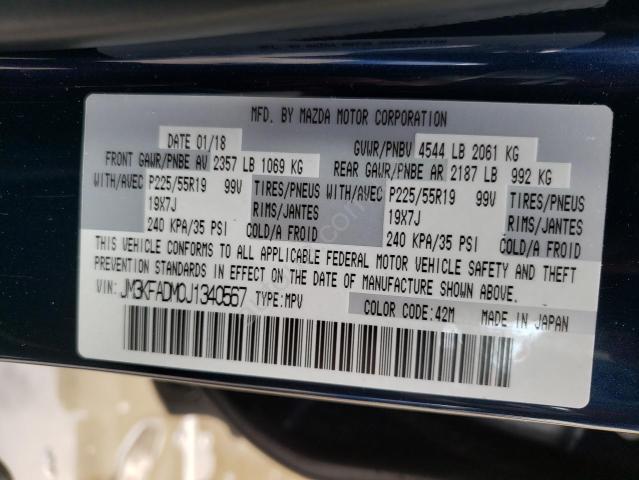 MFD. BY MAZDA MOTOR CORPORATION
DATE 01/18 GVWR/PNBV 4544 LB 2061 KG
FRONT GAWR/PNBE AV 2357 LB 1069 KG REAR GAWR/PNBE AR 2187 LB 992 KG
WITH/AVEC P225/55R19 99V TIRES/PNEUS WITH/AVEC P225/55R19 99V TIRES/PNEUS
19X7J RIMS/JANTES 19X7J RIMS/JANTES
240 KPA/35 PSI COLD/A FROID 240 KPA/35 PSI COLD/A FROID
THIS VEHICLE CONFORMS TO ALL APPLICABLE FEDERAL MOTOR VEHICLE SAFETY AND THEFT
PREVENTION STANDARDS IN EFFECT ON THE DATE OF MANUFACTURE SHOWN ABOVE.
VIN: JM3KFADM0J1340567 TYPE: MPV COLOR CODE: 42M MADE IN JAPAN